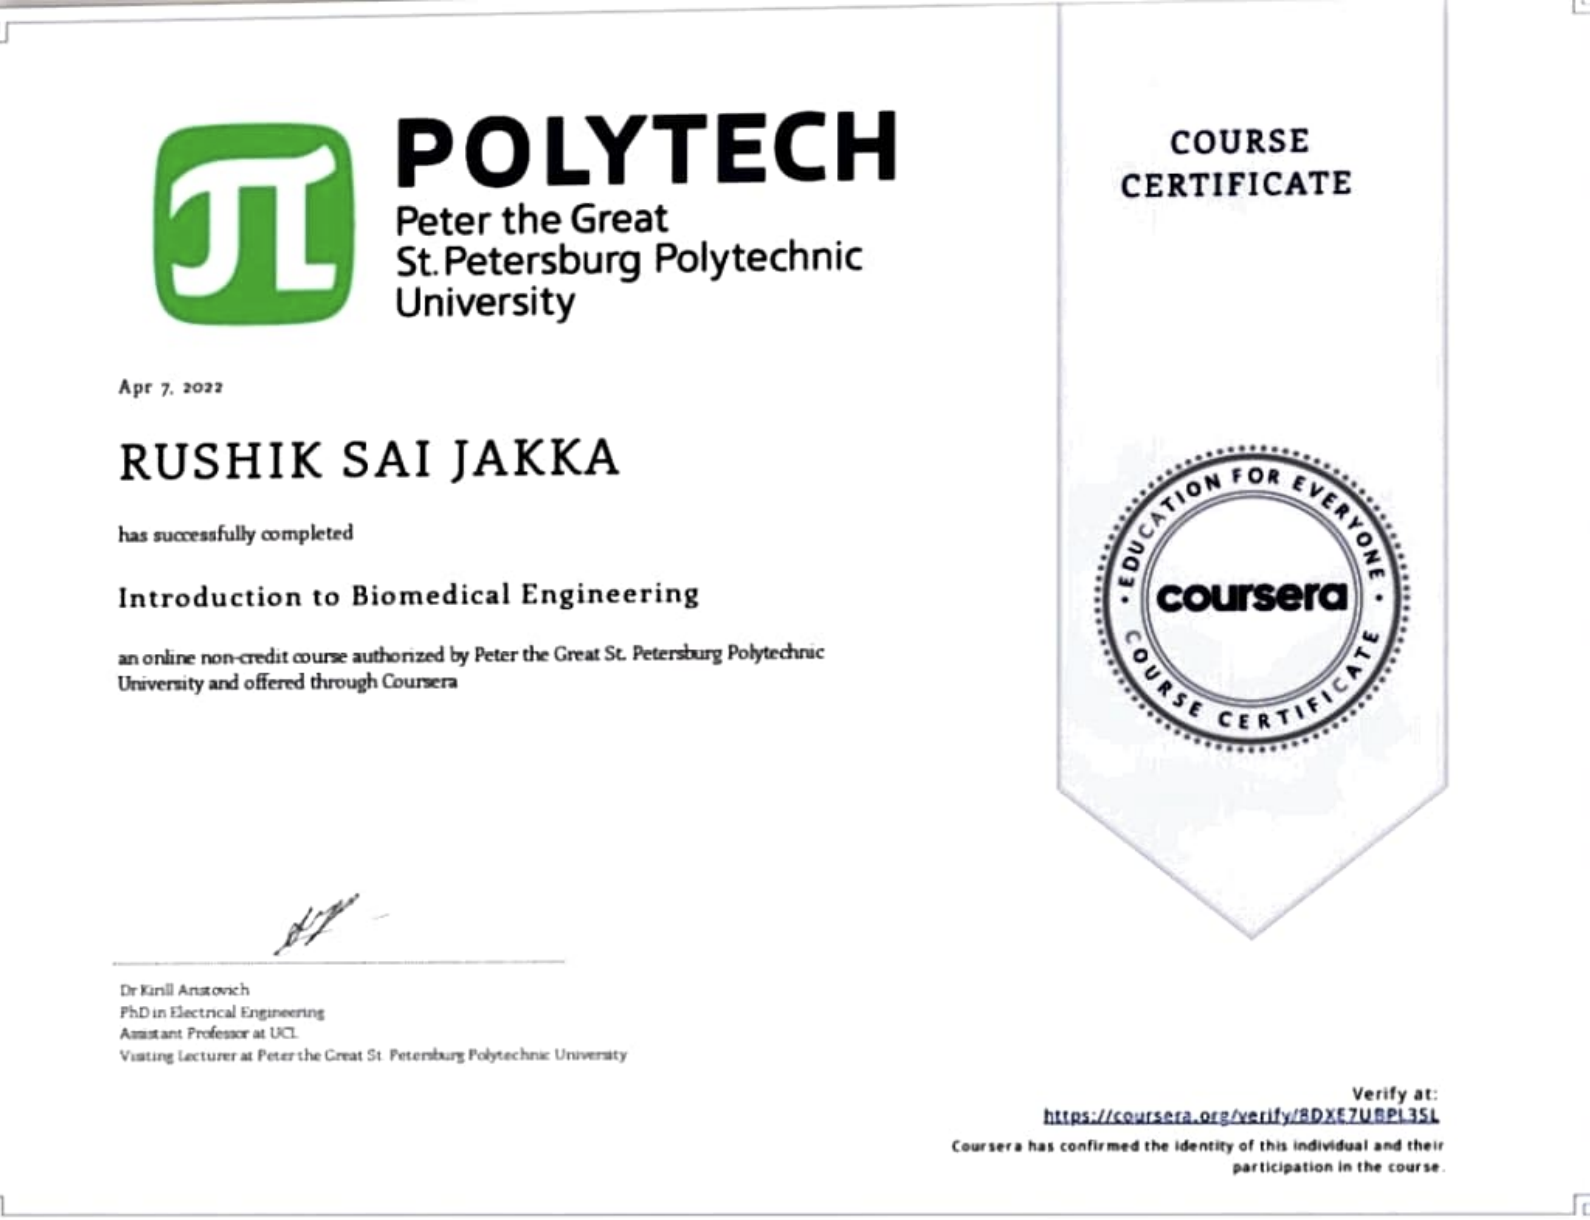 POLYTECH
Peter the Great
St. Petersburg Polytechnic
University
COURSE
CERTIFICATE
Apr 7, 2022
RUSHIK SAI JAKKA
has successfully completed
Introduction to Biomedical Engineering
an online non-credit course authorized by Peter the Great St. Petersburg Polytechnic
University and offered through Coursera
EDUCATION FOR EVERYONE
coursera
COURSE CERTIFICATE
Dr Kirill Aristovich
PhD in Electrical Engineering
Assistant Professor at UCL
Visiting Lecturer at Peter the Great St. Petersburg Polytechnic University
Verify at:
https://coursera.org/verify/8DXE7UBPL3SL
Coursera has confirmed the identity of this individual and their
participation in the course.